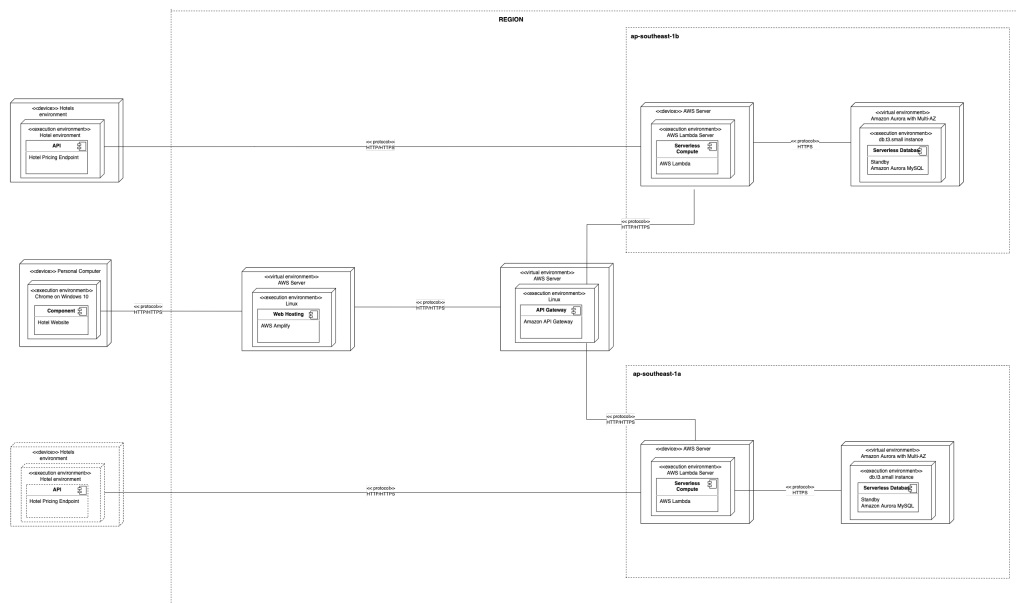 REGION
ap-southeast-1b
<<device>> Hotels
environment
<<execution environment>>
Hotel environment
API
Hotel Pricing Endpoint
<< protocol>>
HTTP/HTTPS
<<device>> AWS Server
<<execution environment>>
AWS Lambda Server
Serverless
Compute
AWS Lambda
<< protocol>>
HTTPS
<<virtual environment>>
Amazon Aurora with Multi-AZ
<<execution environment>>
db.t3.small instance
Serverless Database
Standby
Amazon Aurora MySQL
<< protocol>>
HTTP/HTTPS
<<device>> Personal Computer
<<execution environment>>
Chrome on Windows 10
Component
Hotel Website
<< protocol>>
HTTP/HTTPS
<<virtual environment>>
AWS Server
<<execution environment>>
Linux
Web Hosting
AWS Amplify
<< protocol>>
HTTP/HTTPS
<<virtual environment>>
AWS Server
<<execution environment>>
Linux
API Gateway
Amazon API Gateway
ap-southeast-1a
<< protocol>>
HTTP/HTTPS
<<device>> Hotels
environment
<<execution environment>>
Hotel environment
API
Hotel Pricing Endpoint
<< protocol>>
HTTP/HTTPS
<<device>> AWS Server
<<execution environment>>
AWS Lambda Server
Serverless
Compute
AWS Lambda
<< protocol>>
HTTPS
<<virtual environment>>
Amazon Aurora with Multi-AZ
<<execution environment>>
db.t3.small instance
Serverless Database
Standby
Amazon Aurora MySQL